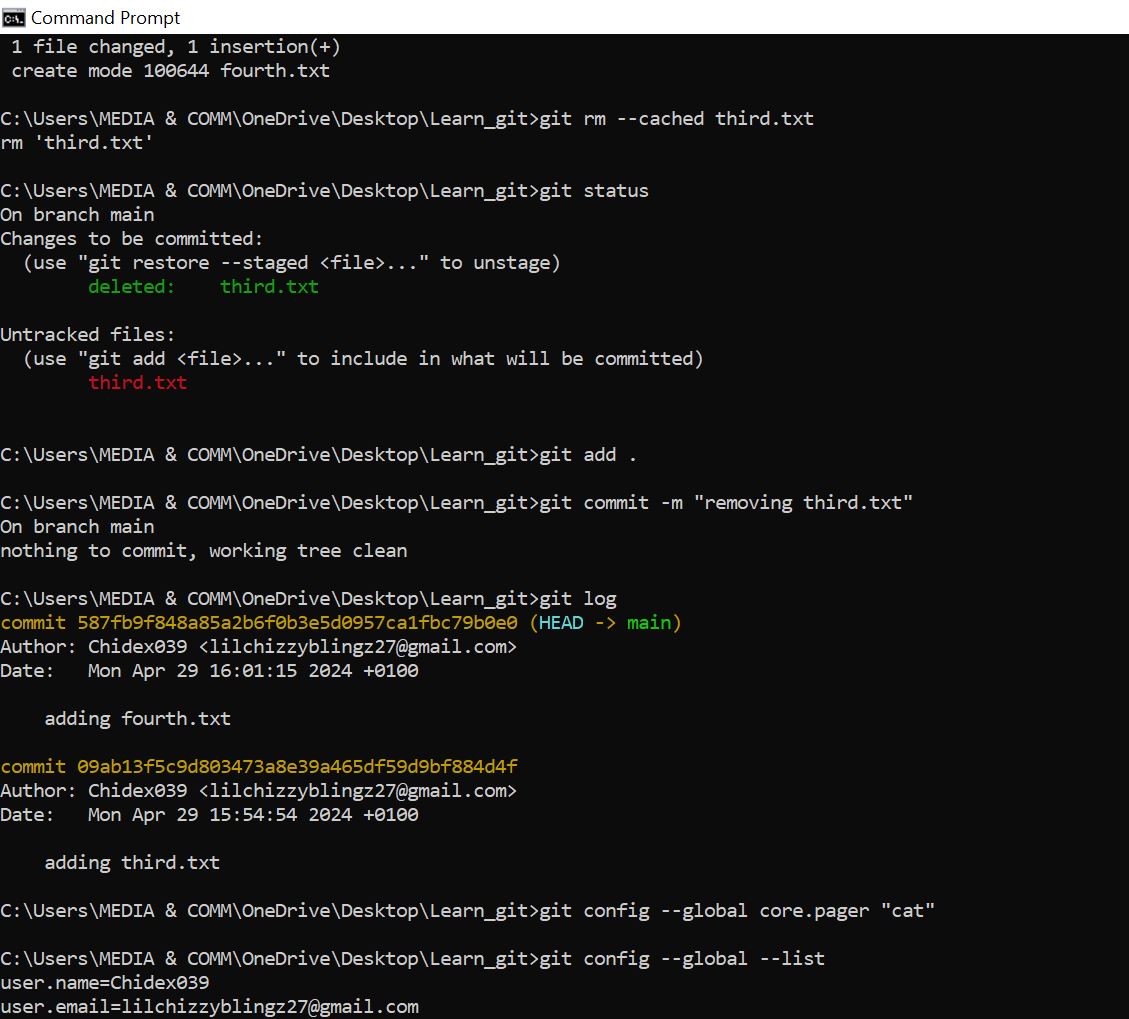 Command Prompt
1 file changed, 1 insertion(+)
create mode 100644 fourth.txt
C:\Users\MEDIA & COMM\OneDrive\Desktop\Learn_git>git rm --cached third.txt
rm 'third.txt'
C:\Users\MEDIA & COMM\OneDrive\Desktop\Learn_git>git status
On branch main
Changes to be committed:
  (use "git restore --staged <file>..." to unstage)
        deleted:    third.txt
Untracked files:
  (use "git add <file>..." to include in what will be committed)
        third.txt
C:\Users\MEDIA & COMM\OneDrive\Desktop\Learn_git>git add .
C:\Users\MEDIA & COMM\OneDrive\Desktop\Learn_git>git commit -m "removing third.txt"
On branch main
nothing to commit, working tree clean
C:\Users\MEDIA & COMM\OneDrive\Desktop\Learn_git>git log
commit 587fb9f848a85a2b6f0b3e5d0957ca1fbc79b0e0 (HEAD -> main)
Author: Chidex039 <lilchizzyblingz27@gmail.com>
Date:   Mon Apr 29 16:01:15 2024 +0100
    adding fourth.txt
commit 09ab13f5c9d803473a8e39a465df59d9bf884d4f
Author: Chidex039 <lilchizzyblingz27@gmail.com>
Date:   Mon Apr 29 15:54:54 2024 +0100
    adding third.txt
C:\Users\MEDIA & COMM\OneDrive\Desktop\Learn_git>git config --global core.pager "cat"
C:\Users\MEDIA & COMM\OneDrive\Desktop\Learn_git>git config --global --list
user.name=Chidex039
user.email=lilchizzyblingz27@gmail.com